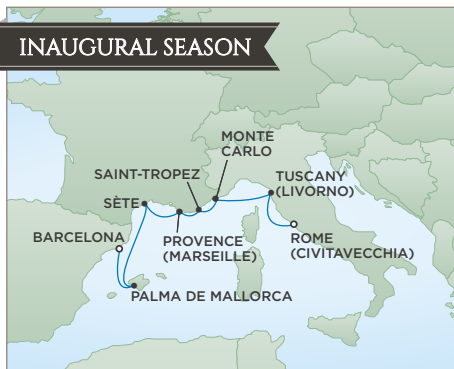 INAUGURAL SEASON
MONTE
CARLO
SAINT-TROPEZ
TUSCANY
(LIVORNO)
SÈTE
BARCELONA
PROVENCE
(MARSEILLE)
ROME
(CIVITAVECCHIA)
PALMA DE MALLORCA